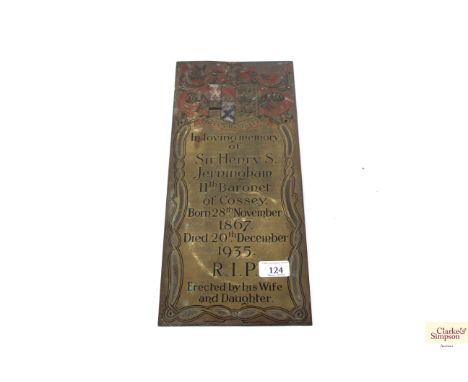 In loving memory
of
Sir Henry S.
Jerningham
11th Baronet
of Cossey.
Born 28th November
1867.
Died 20th December
1935.
R.I.P.
124
Erected by his Wife
and Daughter.
Clarke&
Simpson
Auctions